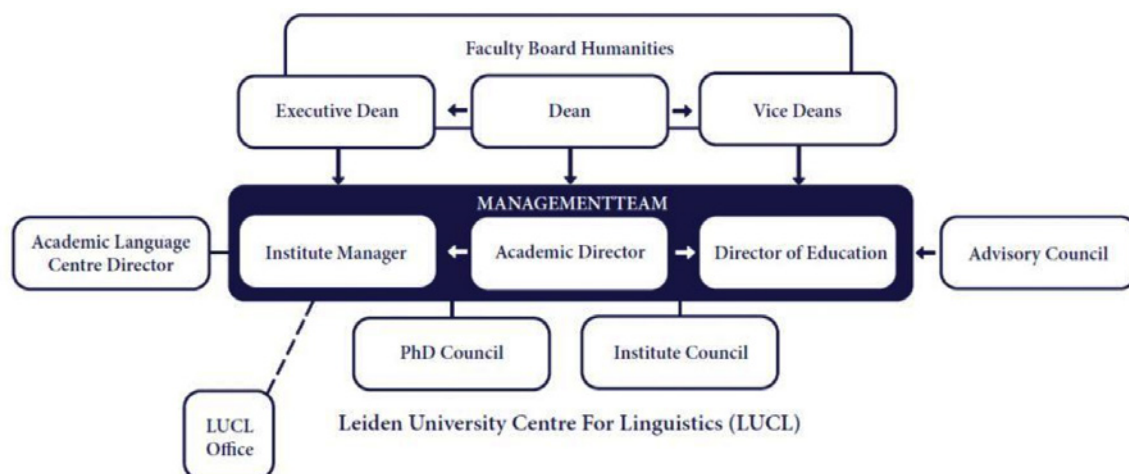 Faculty Board Humanities
Executive Dean
Dean
Vice Deans
MANAGEMENTTEAM
Academic Language
Centre Director
Institute Manager
Academic Director
Director of Education
Advisory Council
PhD Council
Institute Council
LUCL
Office
Leiden University Centre For Linguistics (LUCL)